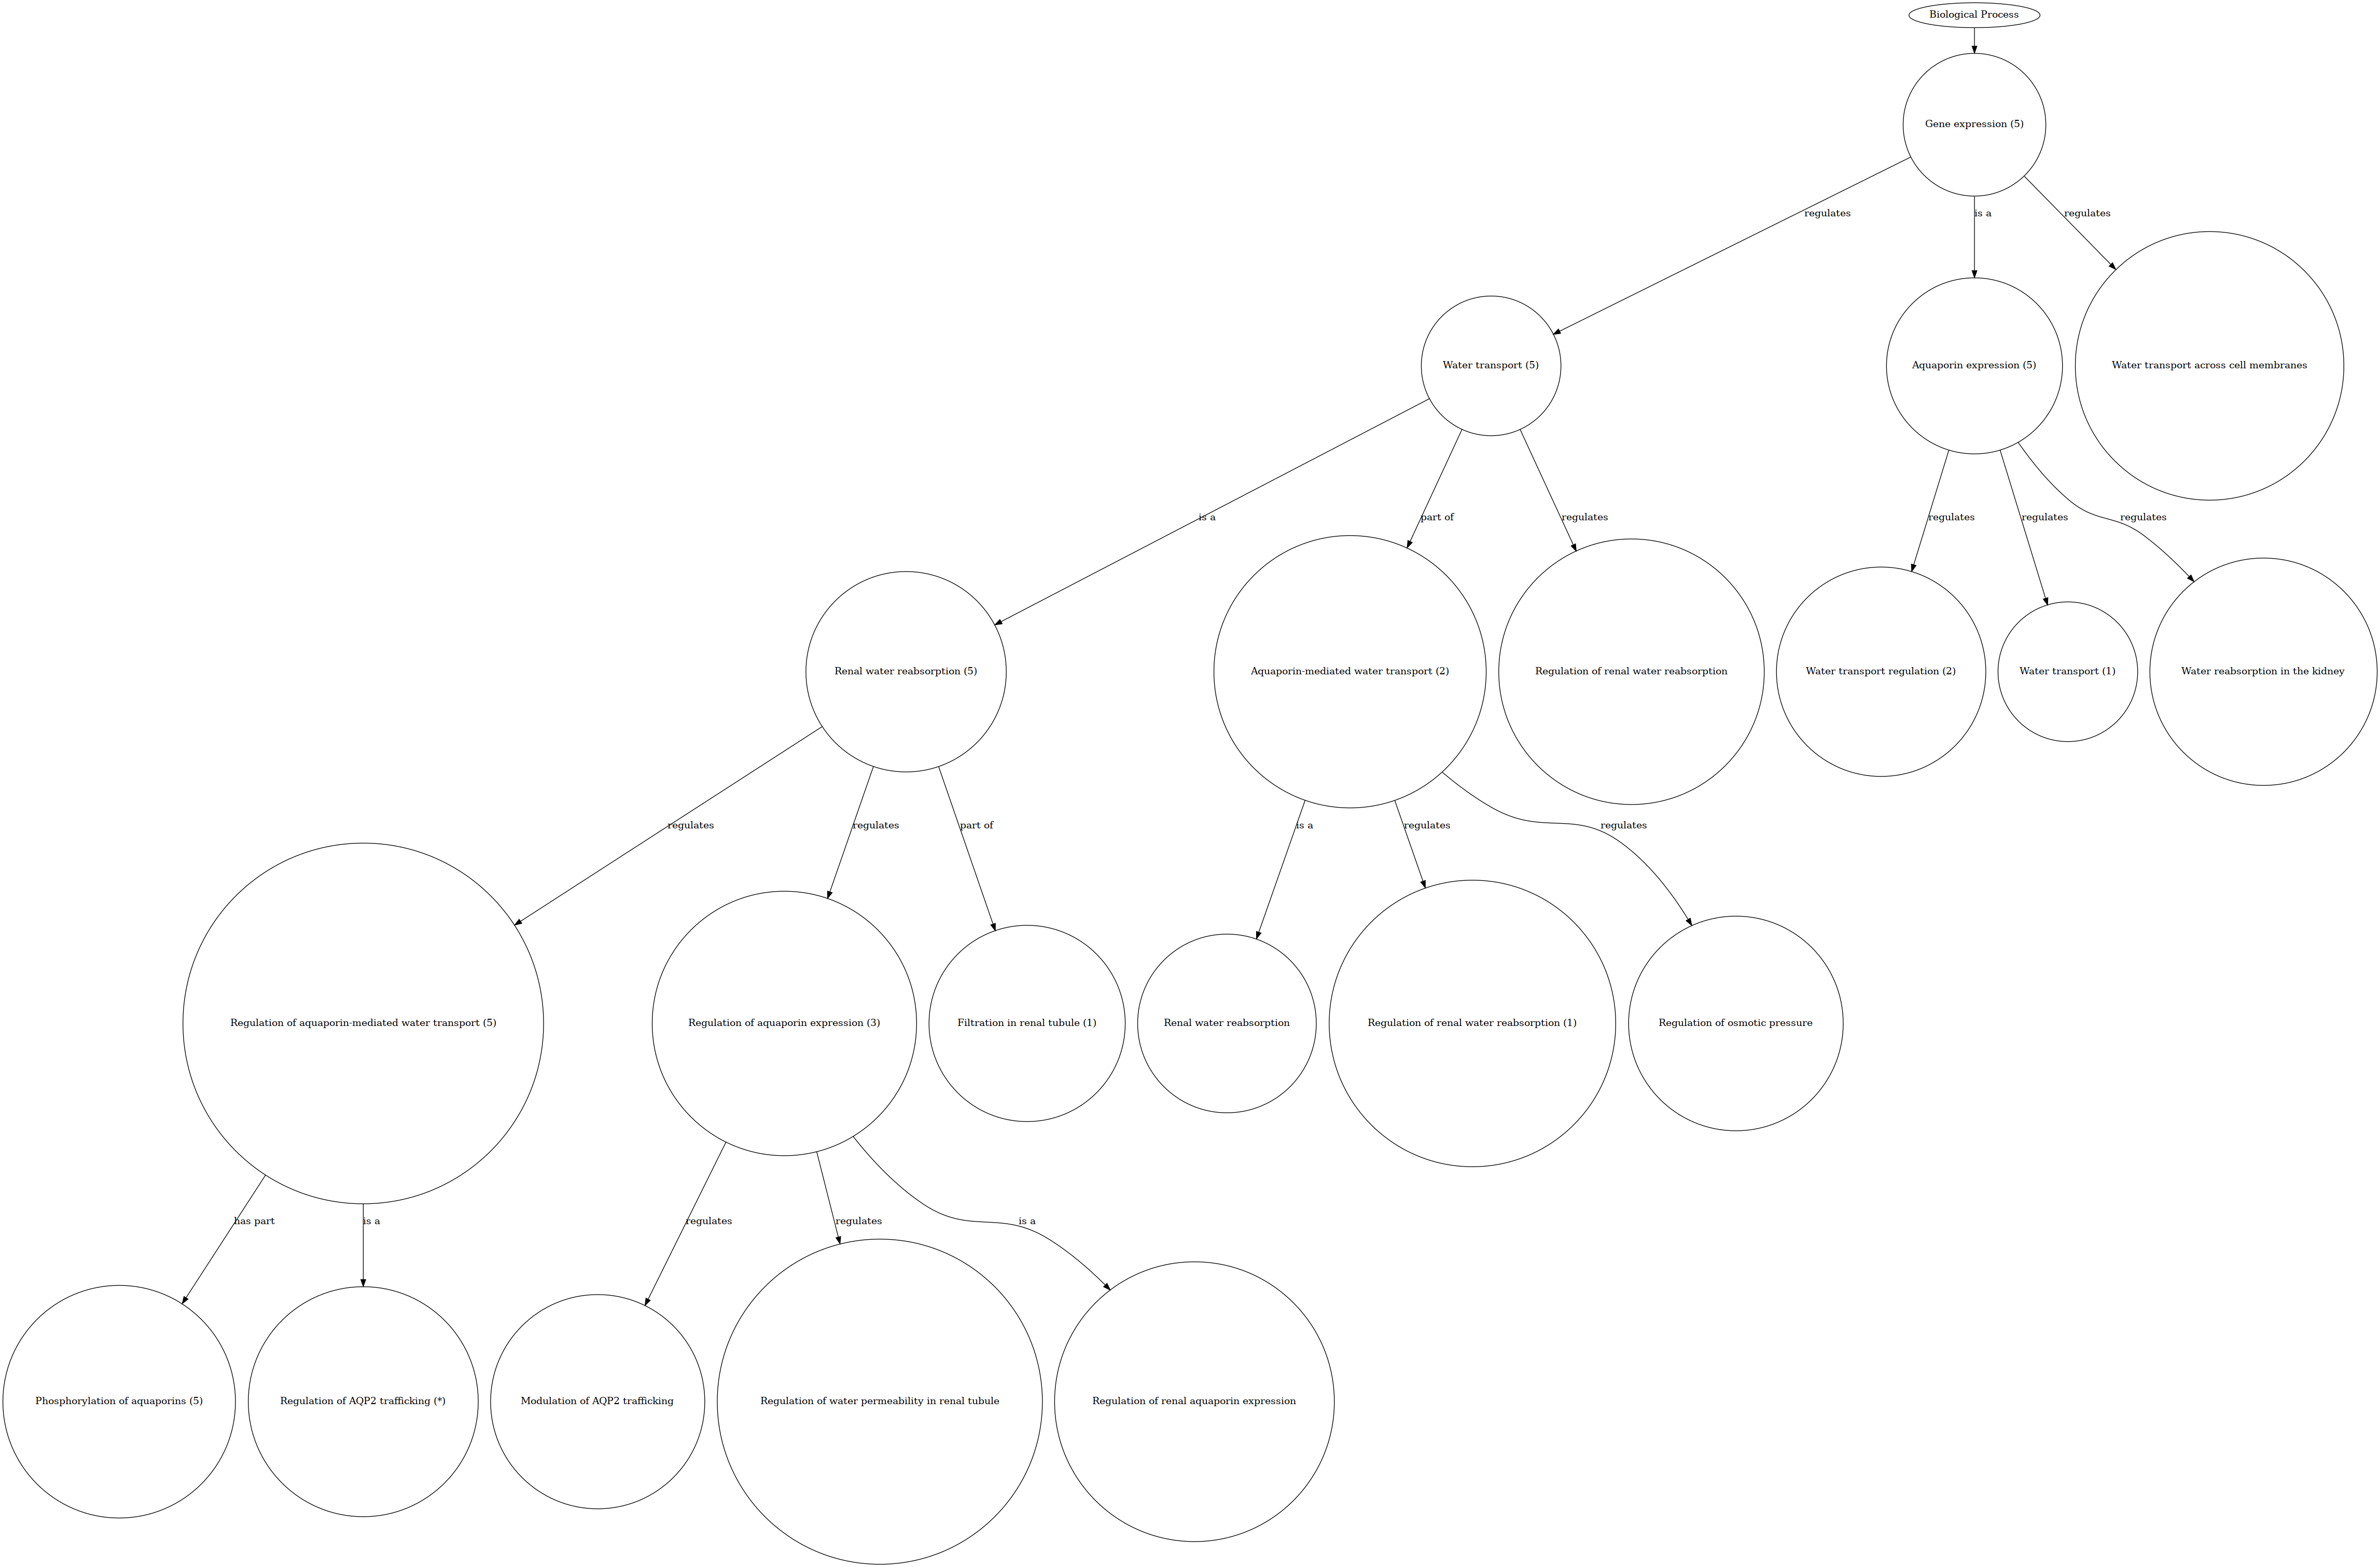 Biological Process
Gene expression (5)
regulates
is a
regulates
Water transport (5)
Aquaporin expression (5)
Water transport across cell membranes
is a
part of
regulates
regulates
regulates
regulates
Renal water reabsorption (5)
Aquaporin-mediated water transport (2)
Regulation of renal water reabsorption
Water transport regulation (2)
Water transport (1)
Water reabsorption in the kidney
regulates
regulates
part of
is a
regulates
regulates
Regulation of aquaporin-mediated water transport (5)
Regulation of aquaporin expression (3)
Filtration in renal tubule (1)
Renal water reabsorption
Regulation of renal water reabsorption (1)
Regulation of osmotic pressure
has part
is a
regulates
regulates
is a
Phosphorylation of aquaporins (5)
Regulation of AQP2 trafficking (*)
Modulation of AQP2 trafficking
Regulation of water permeability in renal tubule
Regulation of renal aquaporin expression